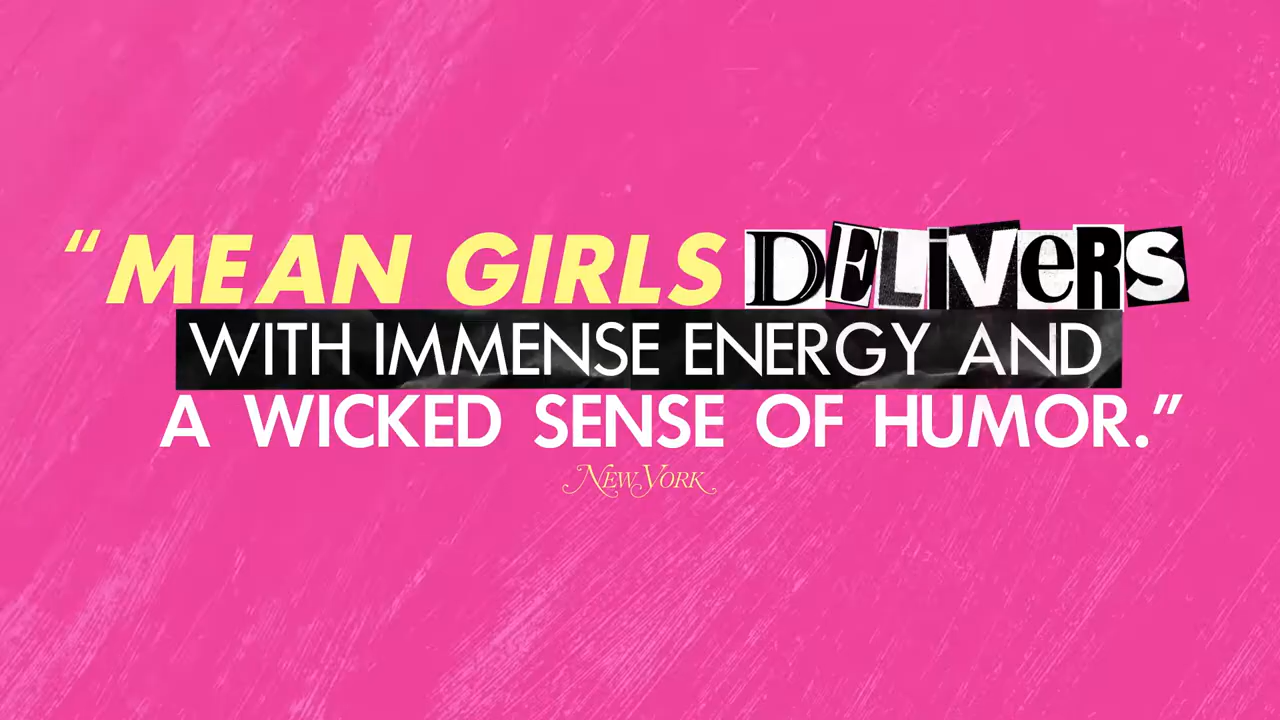 “MEAN GIRLS DELiVeRS
WITH IMMENSE ENERGY AND
A WICKED SENSE OF HUMOR.”
NEW YORK